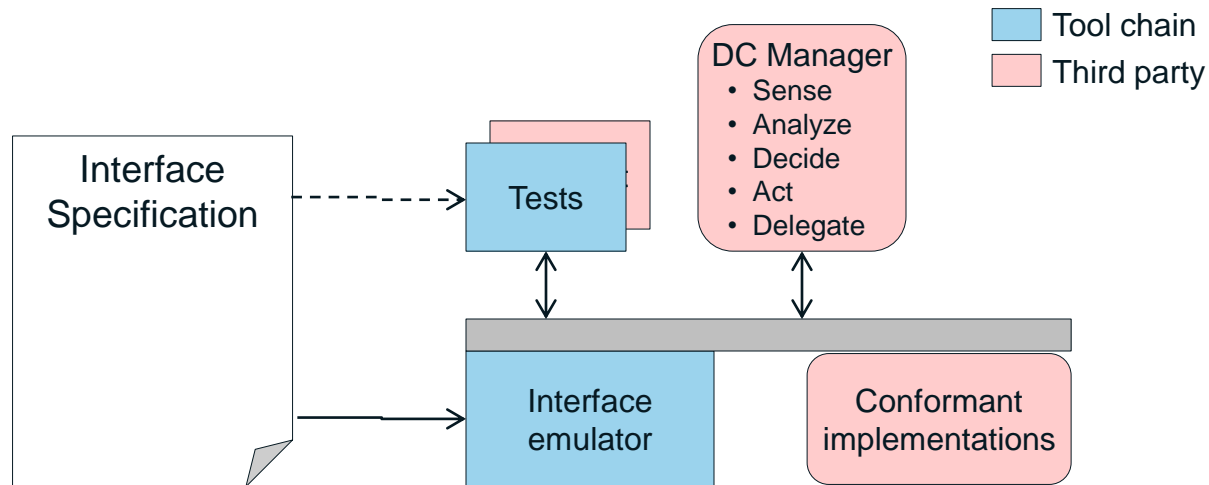 Tool chain
Third party
DC Manager
• Sense
• Analyze
• Decide
• Act
• Delegate
Interface
Specification
Tests
Interface
emulator
Conformant
implementations